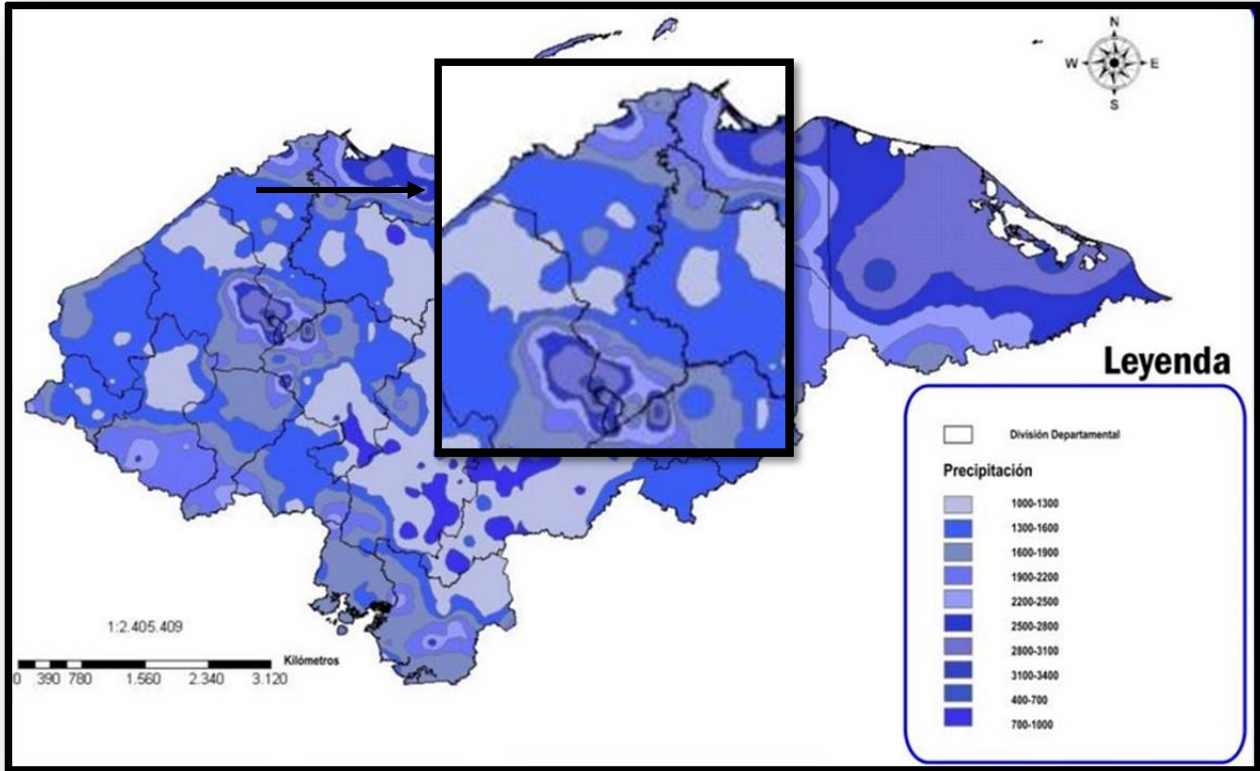 N
W E
S
Leyenda
División Departamental
Precipitación
1000-1300
1300-1600
1600-1900
1900-2200
2200-2500
2500-2800
2800-3100
3100-3400
400-700
700-1000
1:2.405.409
Kilómetros
0 390 780 1.560 2.340 3.120